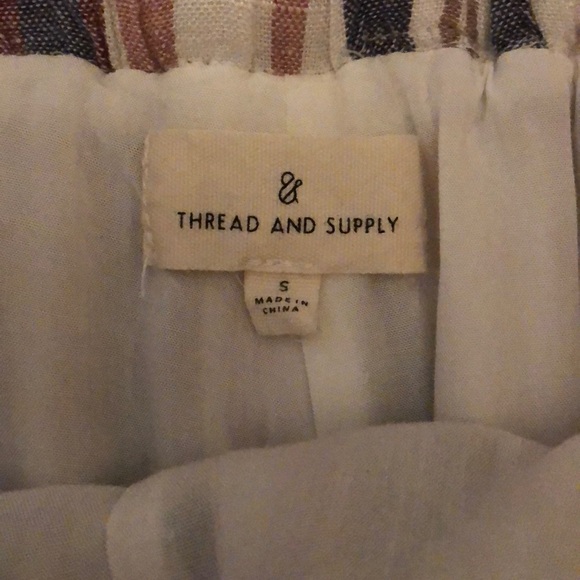 &
THREAD AND SUPPLY
S
MADE IN
CHINA